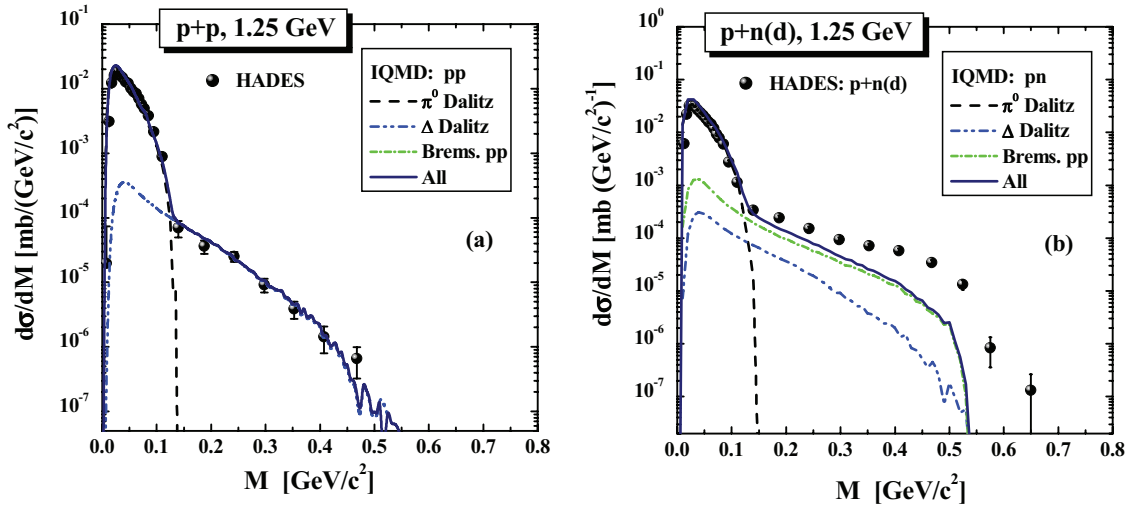 p+p, 1.25 GeV
HADES
IQMD: pp
π⁰ Dalitz
Δ Dalitz
Brems. pp
All
(a)
dσ/dM [mb/(GeV/c²)]
10⁻¹
10⁻²
10⁻³
10⁻⁴
10⁻⁵
10⁻⁶
10⁻⁷
0.0 0.1 0.2 0.3 0.4 0.5 0.6 0.7 0.8
M [GeV/c²]
p+n(d), 1.25 GeV
HADES: p+n(d)
IQMD: pn
π⁰ Dalitz
Δ Dalitz
Brems. pp
All
(b)
dσ/dM [mb (GeV/c²)⁻¹]
10⁰
10⁻¹
10⁻²
10⁻³
10⁻⁴
10⁻⁵
10⁻⁶
10⁻⁷
0.0 0.1 0.2 0.3 0.4 0.5 0.6 0.7 0.8
M [GeV/c²]